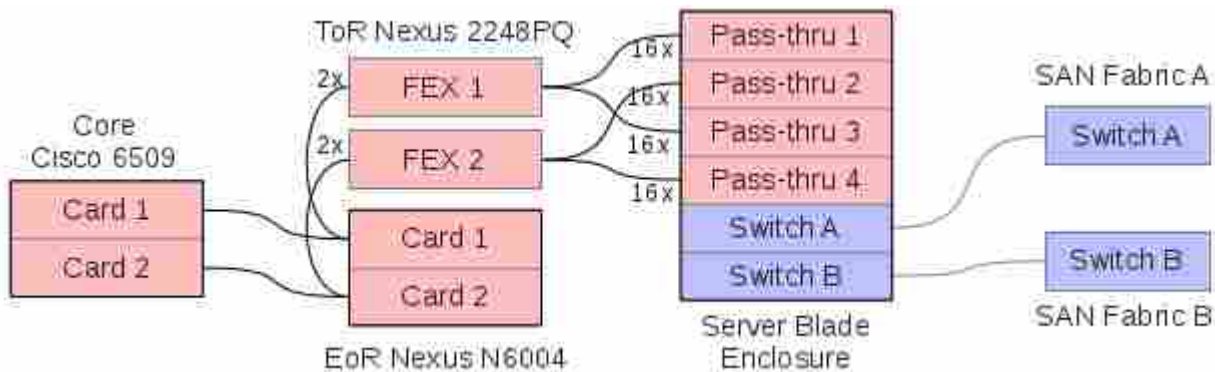 Core
Cisco 6509
Card 1
Card 2
ToR Nexus 2248PQ
2x
FEX 1
2x
FEX 2
Card 1
Card 2
EoR Nexus N6004
16x
Pass-thru 1
16x
Pass-thru 2
16x
Pass-thru 3
16x
Pass-thru 4
Switch A
Switch B
Server Blade
Enclosure
SAN Fabric A
Switch A
Switch B
SAN Fabric B